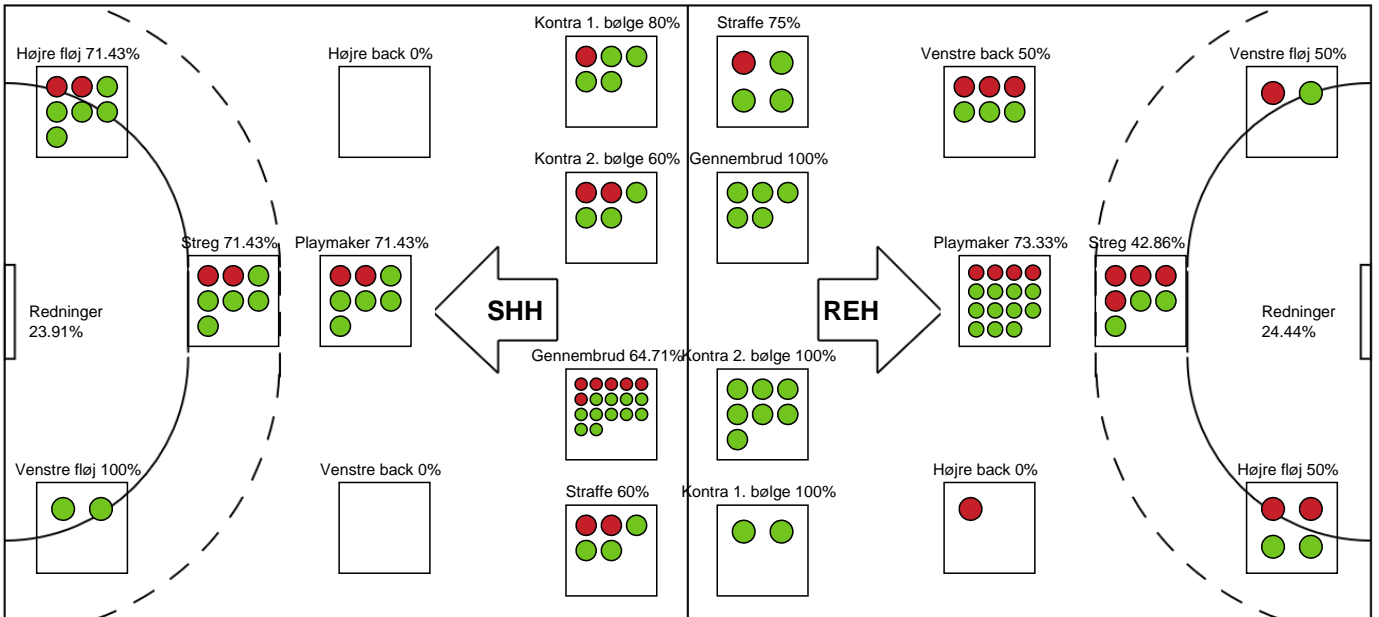 Kontra 1. bølge 80%
Straffe 75%
Højre fløj 71.43%
Højre back 0%
Venstre back 50%
Venstre fløj 50%
Kontra 2. bølge 60%
Gennembrud 100%
Streg 71.43%
Playmaker 71.43%
Playmaker 73.33%
Streg 42.86%
Redninger
23.91%
SHH
REH
Redninger
24.44%
Gennembrud 64.71%
Kontra 2. bølge 100%
Venstre fløj 100%
Venstre back 0%
Højre back 0%
Højre fløj 50%
Straffe 60%
Kontra 1. bølge 100%